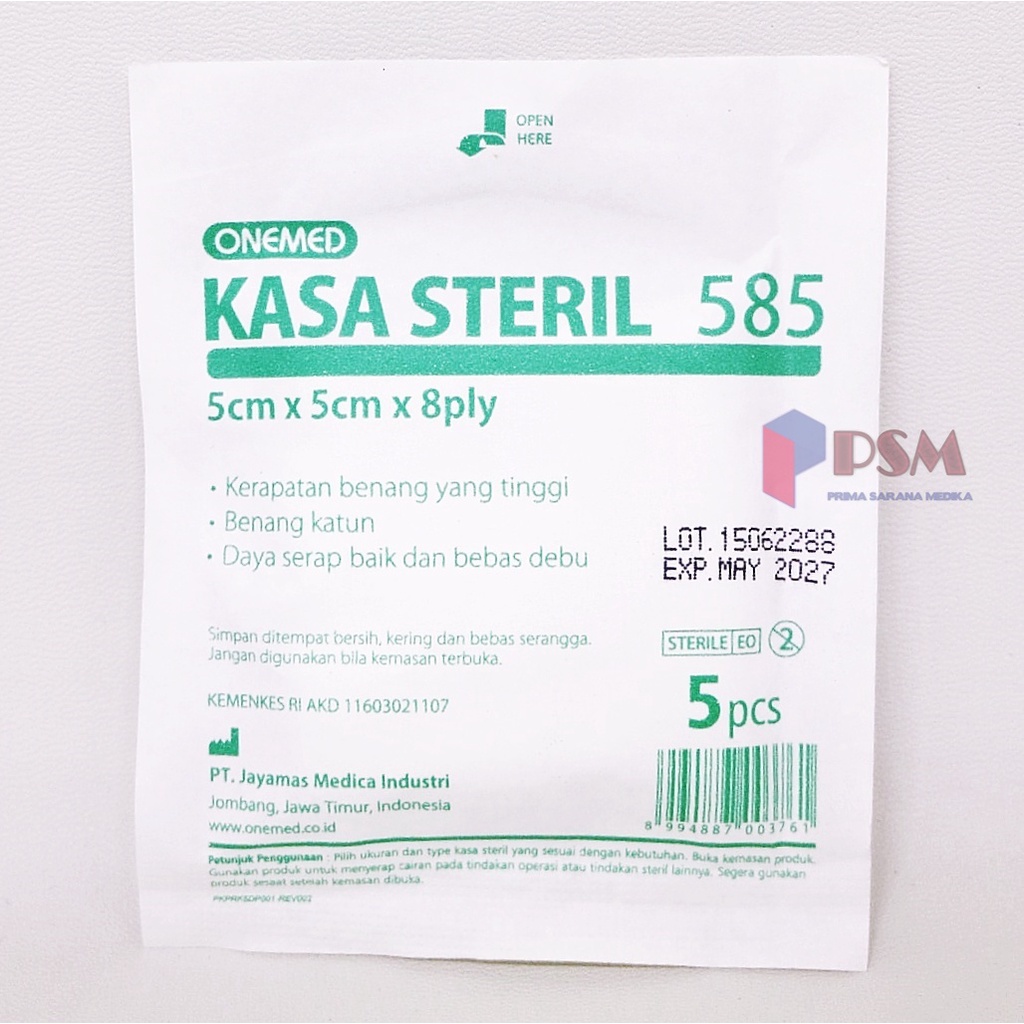 OPEN
HERE
ONEMED
KASA STERIL 585
5cm x 5cm x 8ply
• Kerapatan benang yang tinggi
• Benang katun
• Daya serap baik dan bebas debu
PSM
PRIMA SARANA MEDIKA
LOT. 15062288
EXP. MAY 2027
Simpan ditempat bersih, kering dan bebas serangga.
Jangan digunakan bila kemasan terbuka.
STERILE EO 2
KEMENKES RI AKD 11603021107
5 pcs
PT. Jayamas Medica Industri
Jombang, Jawa Timur, Indonesia
www.onemed.co.id
8 994887 003761
Petunjuk Penggunaan : Pilih ukuran dan type kasa steril yang sesuai dengan kebutuhan. Buka kemasan produk.
Gunakan produk untuk menyerap cairan pada tindakan operasi atau tindakan steril lainnya. Segera gunakan
produk sesaat setelah kemasan dibuka.